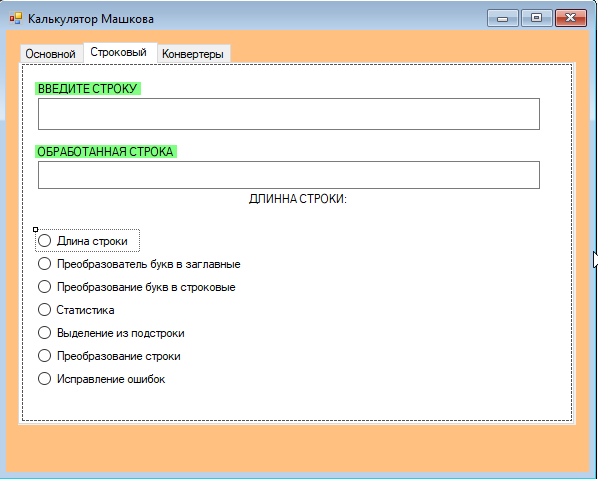 Калькулятор Машкова
Основной Строковый Конвертеры
ВВЕДИТЕ СТРОКУ
ОБРАБОТАННАЯ СТРОКА
ДЛИННА СТРОКИ:
Длина строки
Преобразователь букв в заглавные
Преобразование букв в строковые
Статистика
Выделение из подстроки
Преобразование строки
Исправление ошибок